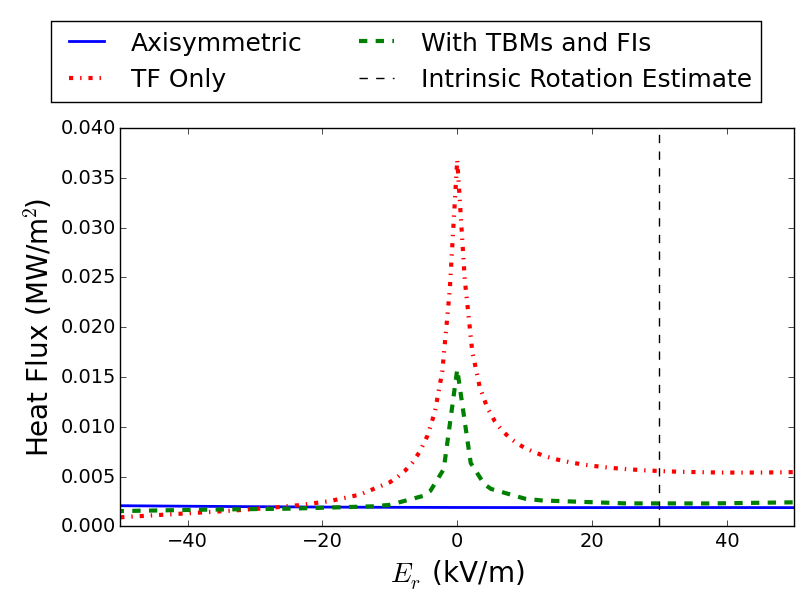 Axisymmetric
With TBMs and FIs
TF Only
Intrinsic Rotation Estimate
0.040
0.035
0.030
0.025
0.020
0.015
0.010
0.005
0.000
Heat Flux (MW/m²)
−40 −20 0 20 40
E_r (kV/m)